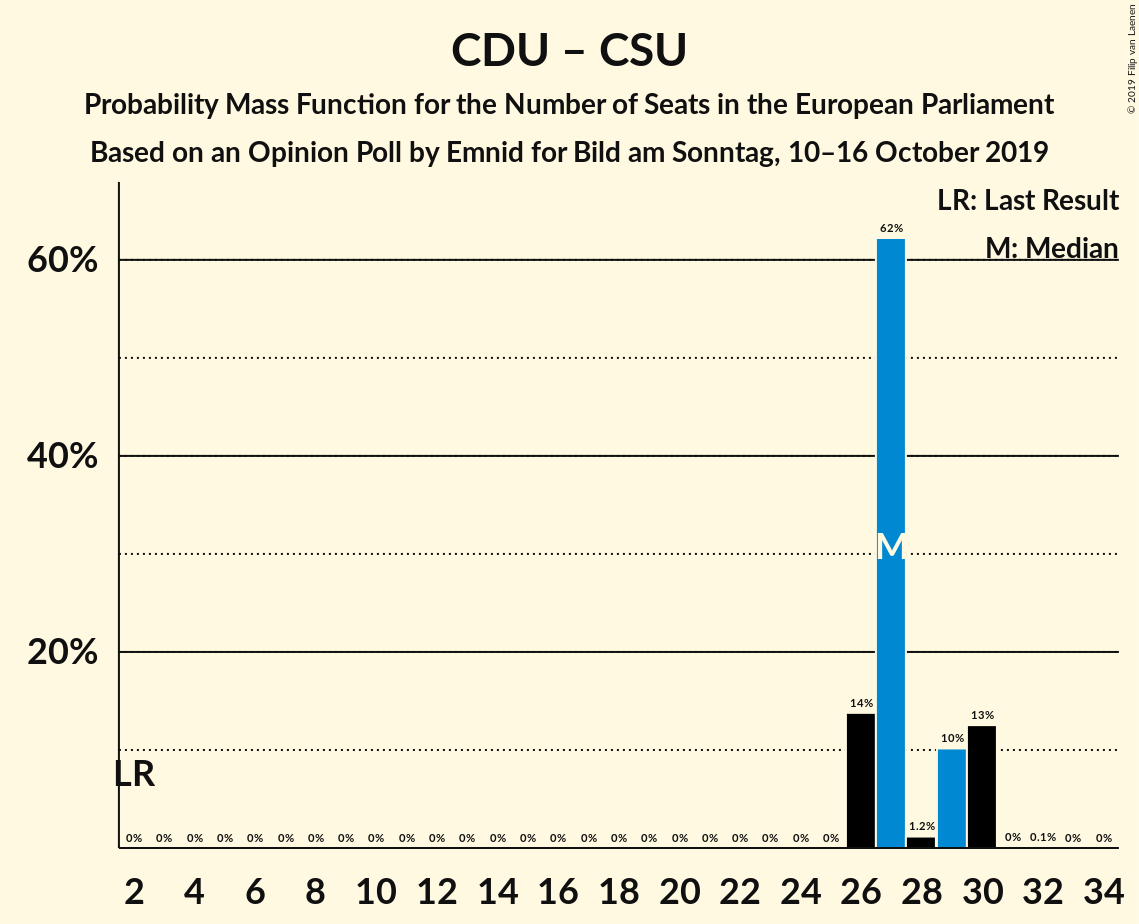 CDU – CSU
Probability Mass Function for the Number of Seats in the European Parliament
Based on an Opinion Poll by Emnid for Bild am Sonntag, 10–16 October 2019
© 2019 Filip van Laenen
LR: Last Result
M: Median
60%
40%
20%
62%
M
14%
13%
10%
1.2%
LR
0% 0% 0% 0% 0% 0% 0% 0% 0% 0% 0% 0% 0% 0% 0% 0% 0% 0% 0% 0% 0% 0% 0% 0% 0% 0.1% 0% 0%
2 4 6 8 10 12 14 16 18 20 22 24 26 28 30 32 34